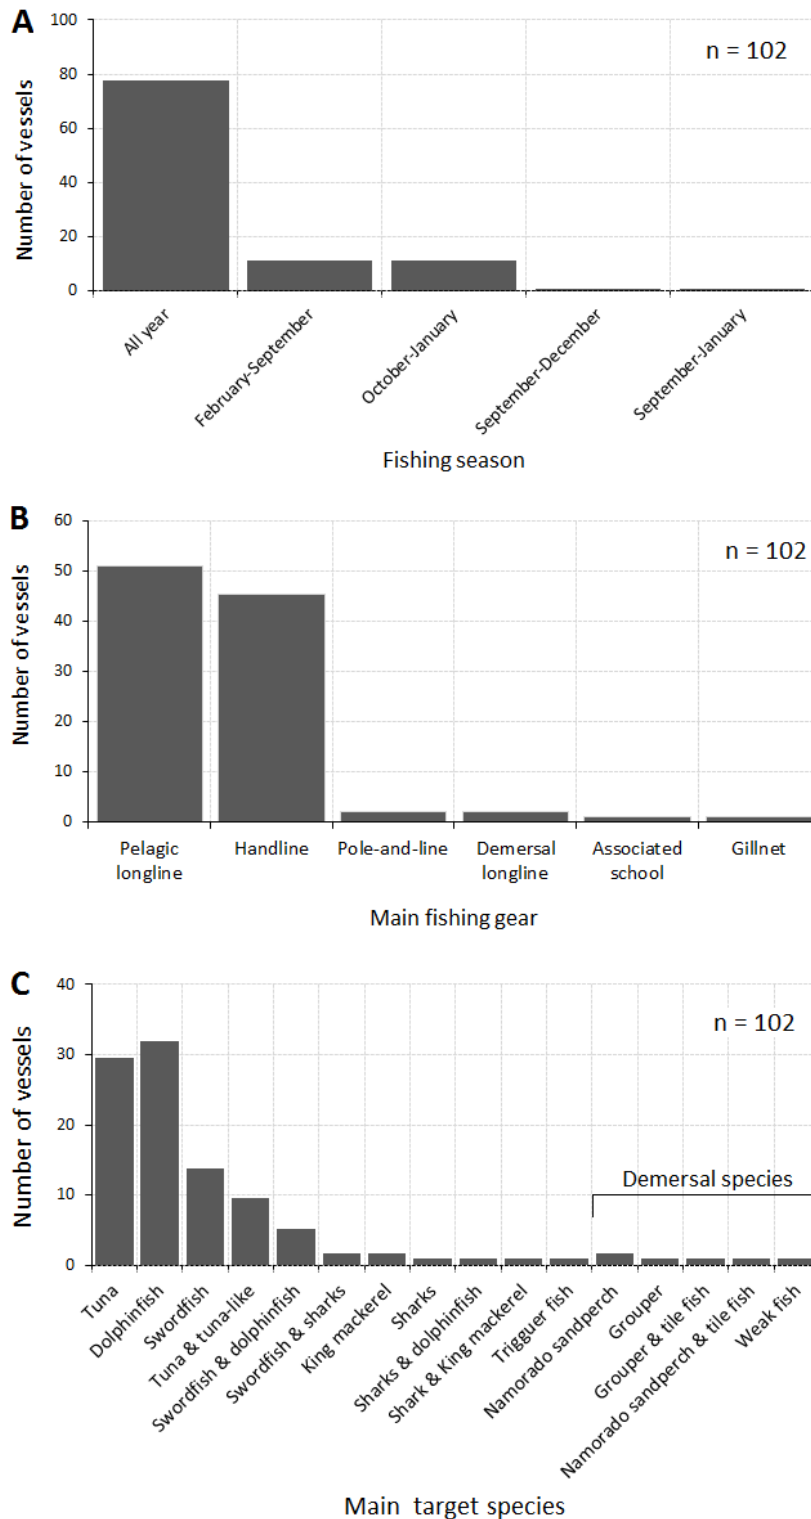 A
100
80
60
40
20
0
Number of vessels
n = 102
All year
February-September
October-January
September-December
September-January
Fishing season
B
60
50
40
30
20
10
0
Number of vessels
n = 102
Pelagic
longline
Handline
Pole-and-line
Demersal
longline
Associated
school
Gillnet
Main fishing gear
C
40
30
20
10
0
Number of vessels
n = 102
Demersal species
Tuna
Dolphinfish
Swordfish
Tuna & tuna-like
Swordfish & dolphinfish
Swordfish & sharks
King mackerel
Sharks
Sharks & dolphinfish
Shark & King mackerel
Trigguer fish
Namorado sandperch
Grouper
Grouper & tile fish
Namorado sandperch & tile fish
Weak fish
Main target species